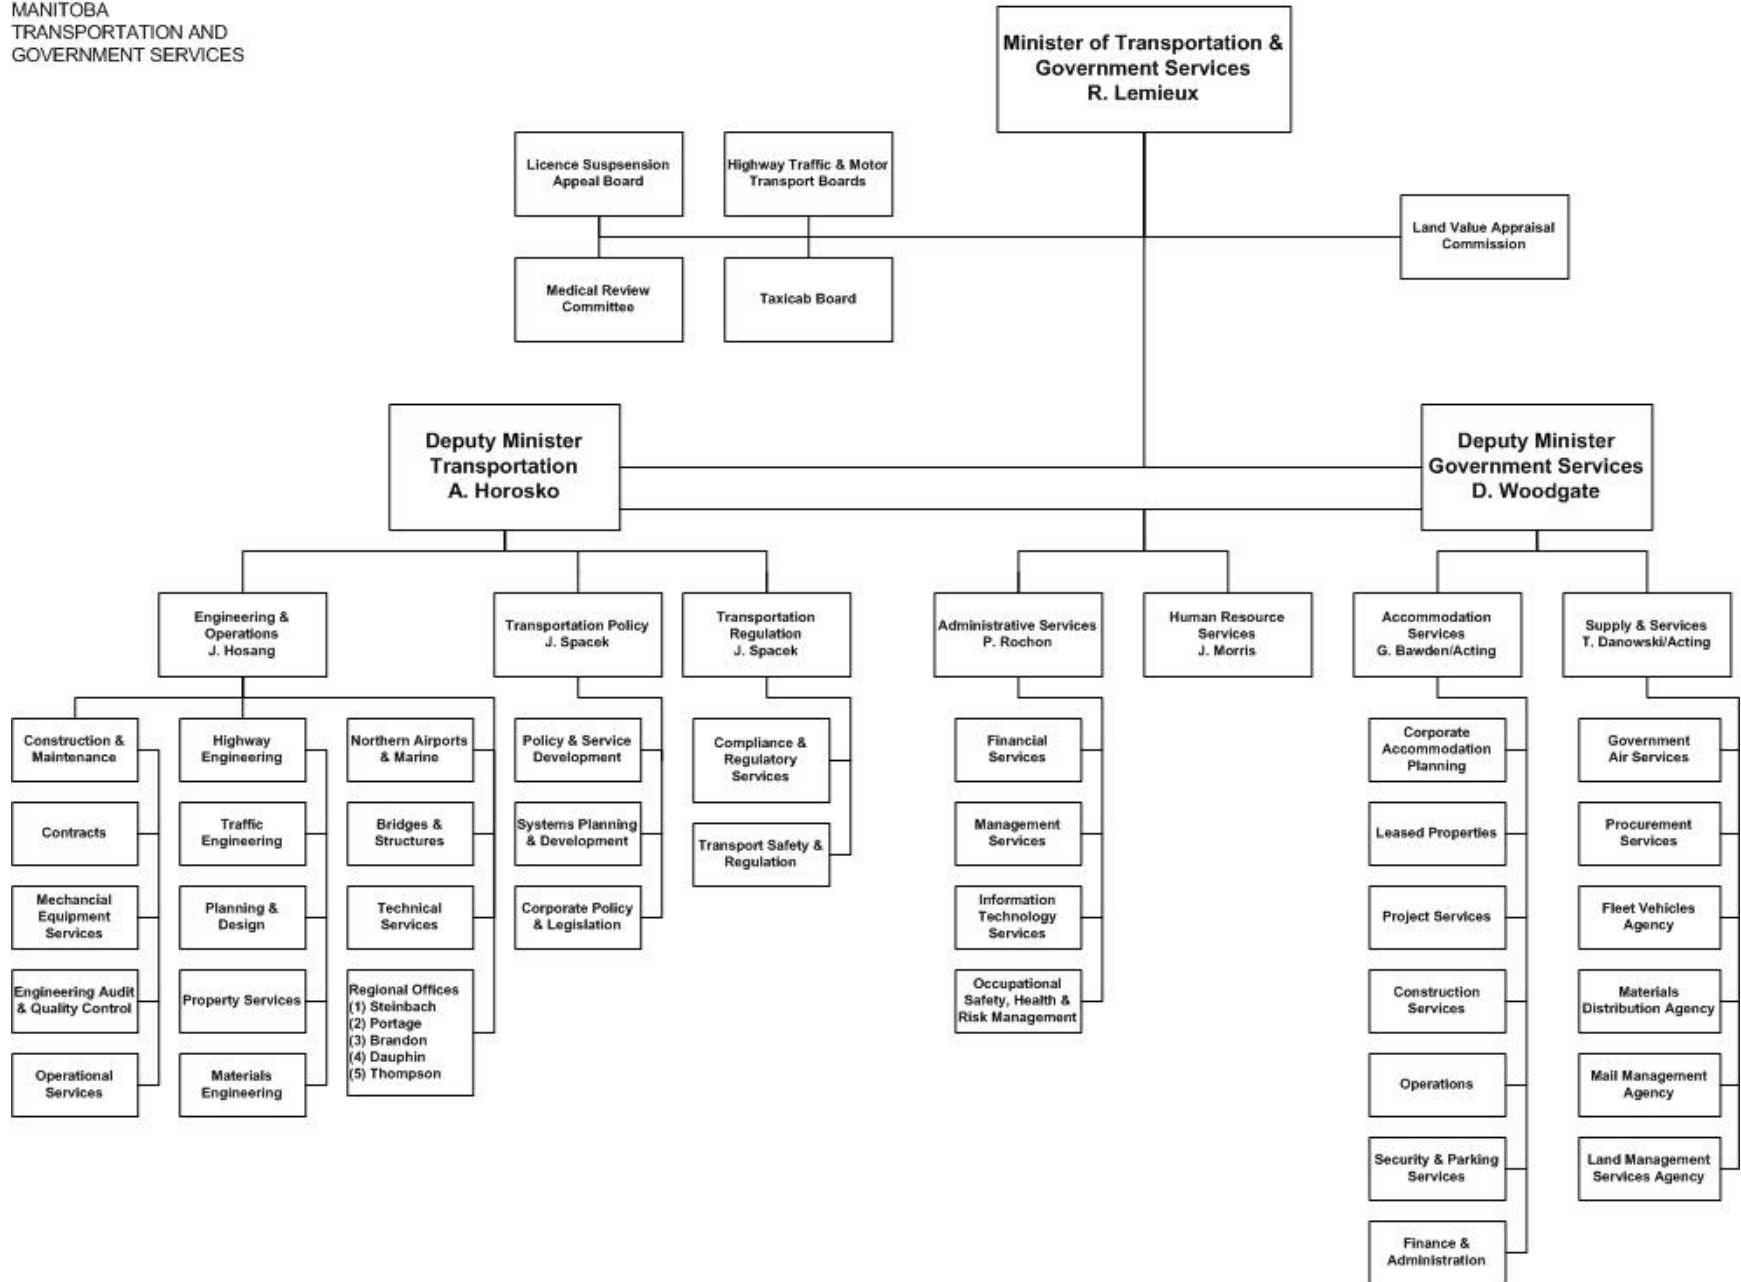 MANITOBA
TRANSPORTATION AND
GOVERNMENT SERVICES
Minister of Transportation &
Government Services
R. Lemieux
Licence Suspsension
Appeal Board
Highway Traffic & Motor
Transport Boards
Land Value Appraisal
Commission
Medical Review
Committee
Taxicab Board
Deputy Minister
Transportation
A. Horosko
Deputy Minister
Government Services
D. Woodgate
Engineering &
Operations
J. Hosang
Transportation Policy
J. Spacek
Transportation
Regulation
J. Spacek
Administrative Services
P. Rochon
Human Resource
Services
J. Morris
Accommodation
Services
G. Bawden/Acting
Supply & Services
T. Danowski/Acting
Construction &
Maintenance
Contracts
Mechancial
Equipment
Services
Engineering Audit
& Quality Control
Operational
Services
Highway
Engineering
Traffic
Engineering
Planning &
Design
Property Services
Materials
Engineering
Northern Airports
& Marine
Bridges &
Structures
Technical
Services
Regional Offices
(1) Steinbach
(2) Portage
(3) Brandon
(4) Dauphin
(5) Thompson
Policy & Service
Development
Systems Planning
& Development
Corporate Policy
& Legislation
Compliance &
Regulatory
Services
Transport Safety &
Regulation
Financial
Services
Management
Services
Information
Technology
Services
Occupational
Safety, Health &
Risk Management
Corporate
Accommodation
Planning
Leased Properties
Project Services
Construction
Services
Operations
Security & Parking
Services
Finance &
Administration
Government
Air Services
Procurement
Services
Fleet Vehicles
Agency
Materials
Distribution Agency
Mail Management
Agency
Land Management
Services Agency